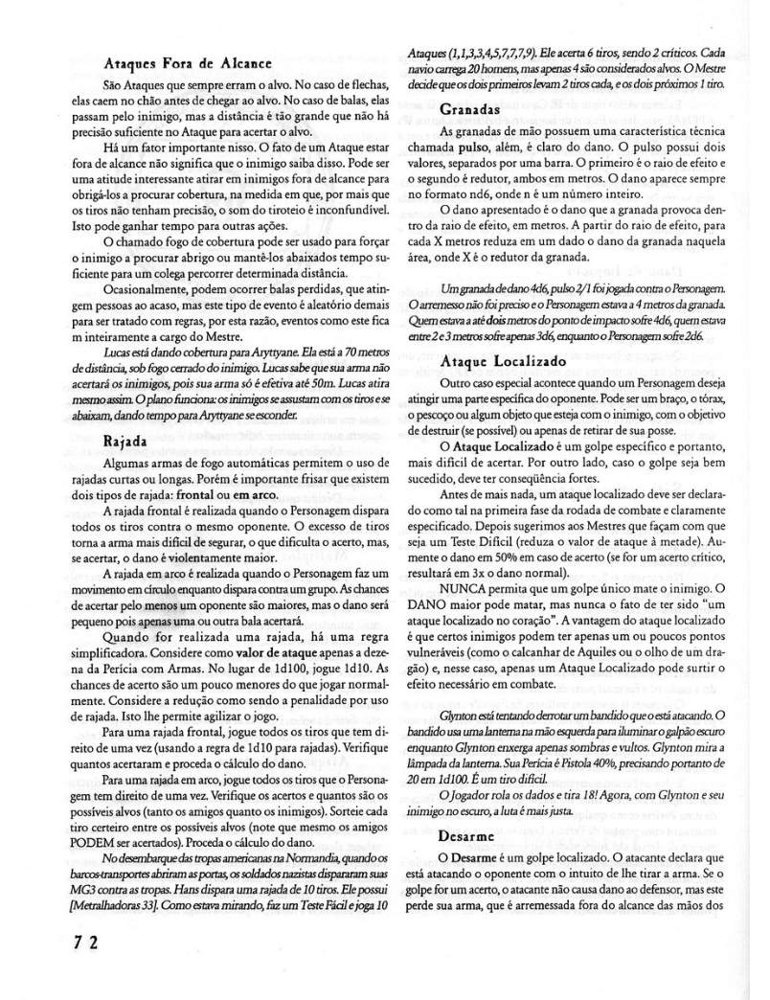 Ataques Fora de Alcance
São Ataques que sempre erram o alvo. No caso de flechas,
elas caem no chão antes de chegar ao alvo. No caso de balas, elas
passam pelo inimigo, mas a distância é tão grande que não há
precisão suficiente no Ataque para acertar o alvo.
Há um fator importante nisso. O fato de um Ataque estar
fora de alcance não significa que o inimigo saiba disso. Pode ser
uma atitude interessante atirar em inimigos fora de alcance para
obrigá-los a procurar cobertura, na medida em que, por mais que
os tiros não tenham precisão, o som do tiroteio é inconfundível.
Isto pode ganhar tempo para outras ações.
O chamado fogo de cobertura pode ser usado para forçar
o inimigo a procurar abrigo ou mantê-los abaixados tempo su-
ficiente para um colega percorrer determinada distância.
Ocasionalmente, podem ocorrer balas perdidas, que atin-
gem pessoas ao acaso, mas este tipo de evento é aleatório demais
para ser tratado com regras, por esta razão, eventos como este fica
m inteiramente a cargo do Mestre.
Lucas está dando cobertura para Aryttyane. Ela está a 70 metros
de distância, sob fogo cerrado do inimigo. Lucas sabe que sua arma não
acertará os inimigos, pois sua arma só é efetiva até 50m. Lucas atira
mesmo assim. O plano funciona: os inimigos se assustam com os tiros e se
abaixam, dando tempo para Aryttyane se esconder.
Rajada
Algumas armas de fogo automáticas permitem o uso de
rajadas curtas ou longas. Porém é importante frisar que existem
dois tipos de rajada: frontal ou em arco.
A rajada frontal é realizada quando o Personagem dispara
todos os tiros contra o mesmo oponente. O excesso de tiros
torna a arma mais difícil de segurar, o que dificulta o acerto, mas,
se acertar, o dano é violentamente maior.
A rajada em arco é realizada quando o Personagem faz um
movimento em círculo enquanto dispara contra um grupo. As chances
de acertar pelo menos um oponente são maiores, mas o dano será
pequeno pois apenas uma ou outra bala acertará.
Quando for realizada uma rajada, há uma regra
simplificadora. Considere como valor de ataque apenas a deze-
na da Perícia com Armas. No lugar de 1d100, jogue 1d10. As
chances de acerto são um pouco menores do que jogar normal-
mente. Considere a redução como sendo a penalidade por uso
de rajada. Isto lhe permite agilizar o jogo.
Para uma rajada frontal, jogue todos os tiros que tem di-
reito de uma vez (usando a regra de 1d10 para rajadas). Verifique
quantos acertaram e proceda o cálculo do dano.
Para uma rajada em arco, jogue todos os tiros que o Persona-
gem tem direito de uma vez. Verifique os acertos e quantos são os
possíveis alvos (tanto os amigos quanto os inimigos). Sorteie cada
tiro certeiro entre os possíveis alvos (note que mesmo os amigos
PODEM ser acertados). Proceda o cálculo do dano.
No desembarque das tropas americanas na Normandia, quando os
barcos-transportes abriram as portas, os soldados nazistas dispararam suas
MG3 contra as tropas. Hans dispara uma rajada de 10 tiros. Ele possui
[Metralhadoras 33]. Como estava mirando, faz um Teste Fácil e joga 10
72
Ataques (1,1,3,3,4,5,7,7,7,9). Ele acerta 6 tiros, sendo 2 críticos. Cada
navio carrega 20 homens, mas apenas 4 são considerados alvos. O Mestre
decide que os dois primeiros levam 2 tiros cada, e os dois próximos 1 tiro.
Granadas
As granadas de mão possuem uma característica técnica
chamada pulso, além, é claro do dano. O pulso possui dois
valores, separados por uma barra. O primeiro é o raio de efeito e
o segundo é redutor, ambos em metros. O dano aparece sempre
no formato nd6, onde n é um número inteiro.
O dano apresentado é o dano que a granada provoca den-
tro da raio de efeito, em metros. A partir do raio de efeito, para
cada X metros reduza em um dado o dano da granada naquela
área, onde X é o redutor da granada.
Um granada de dano 4d6, pulso 2/1 foi jogada contra o Personagem.
O arremesso não foi preciso e o Personagem estava a 4 metros da granada.
Quem estava a até dois metros do ponto de impacto sofre 4d6, quem estava
entre 2 e 3 metros sofre apenas 3d6, enquanto o Personagem sofre 2d6.
Ataque Localizado
Outro caso especial acontece quando um Personagem deseja
atingir uma parte específica do oponente. Pode ser um braço, o tórax,
o pescoço ou algum objeto que esteja com o inimigo, com o objetivo
de destruir (se possível) ou apenas de retirar de sua posse.
O Ataque Localizado é um golpe específico e portanto,
mais difícil de acertar. Por outro lado, caso o golpe seja bem
sucedido, deve ter conseqüência fortes.
Antes de mais nada, um ataque localizado deve ser declara-
do como tal na primeira fase da rodada de combate e claramente
especificado. Depois sugerimos aos Mestres que façam com que
seja um Teste Difícil (reduza o valor de ataque à metade). Au-
mente o dano em 50% em caso de acerto (se for um acerto crítico,
resultará em 3x o dano normal).
NUNCA permita que um golpe único mate o inimigo. O
DANO maior pode matar, mas nunca o fato de ter sido "um
ataque localizado no coração". A vantagem do ataque localizado
é que certos inimigos podem ter apenas um ou poucos pontos
vulneráveis (como o calcanhar de Aquiles ou o olho de um dra-
gão) e, nesse caso, apenas um Ataque Localizado pode surtir o
efeito necessário em combate.
Glynton está tentando derrotar um bandido que o está atacando. O
bandido usa uma lanterna na mão esquerda para iluminar o galpão escuro
enquanto Glynton enxerga apenas sombras e vultos. Glynton mira a
lâmpada da lanterna. Sua Perícia é Pistola 40%, precisando portanto de
20 em 1d100. É um tiro difícil.
O Jogador rola os dados e tira 18! Agora, com Glynton e seu
inimigo no escuro, a luta é mais justa.
Desarme
O Desarme é um golpe localizado. O atacante declara que
está atacando o oponente com o intuito de lhe tirar a arma. Se o
golpe for um acerto, o atacante não causa dano ao defensor, mas este
perde sua arma, que é arremessada fora do alcance das mãos dos